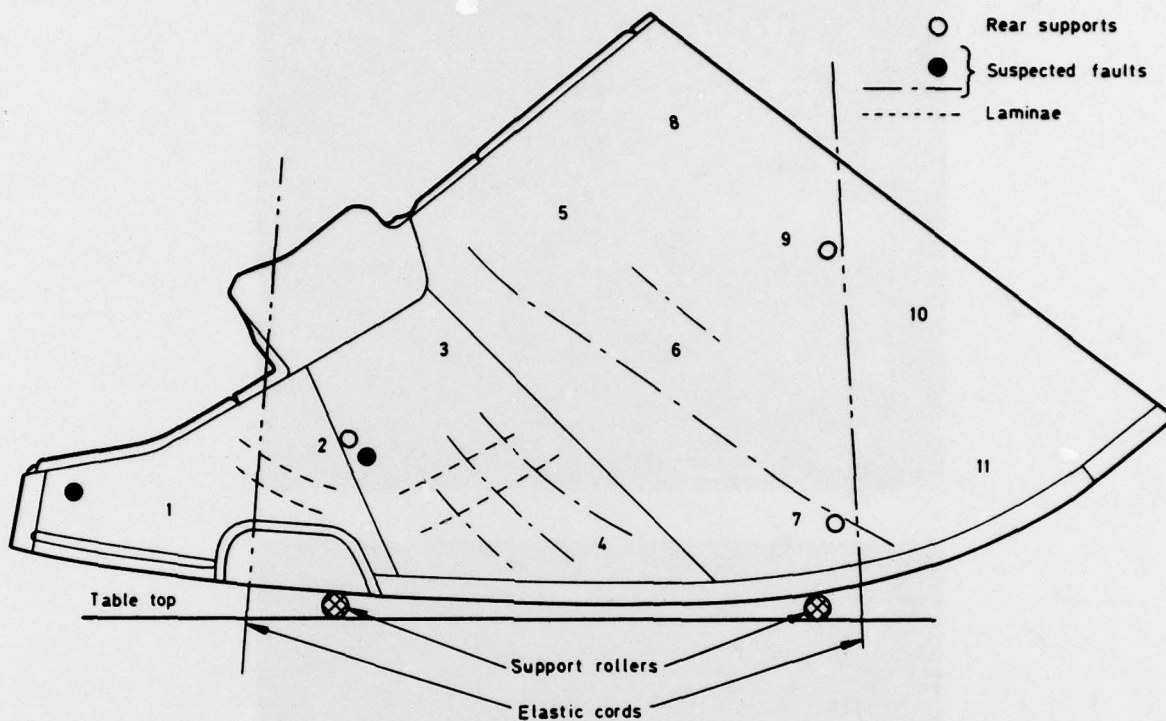 Rear supports
Suspected faults
Laminae
8
5
9
10
3
6
2
11
1
7
4
Table top
Support rollers
Elastic cords